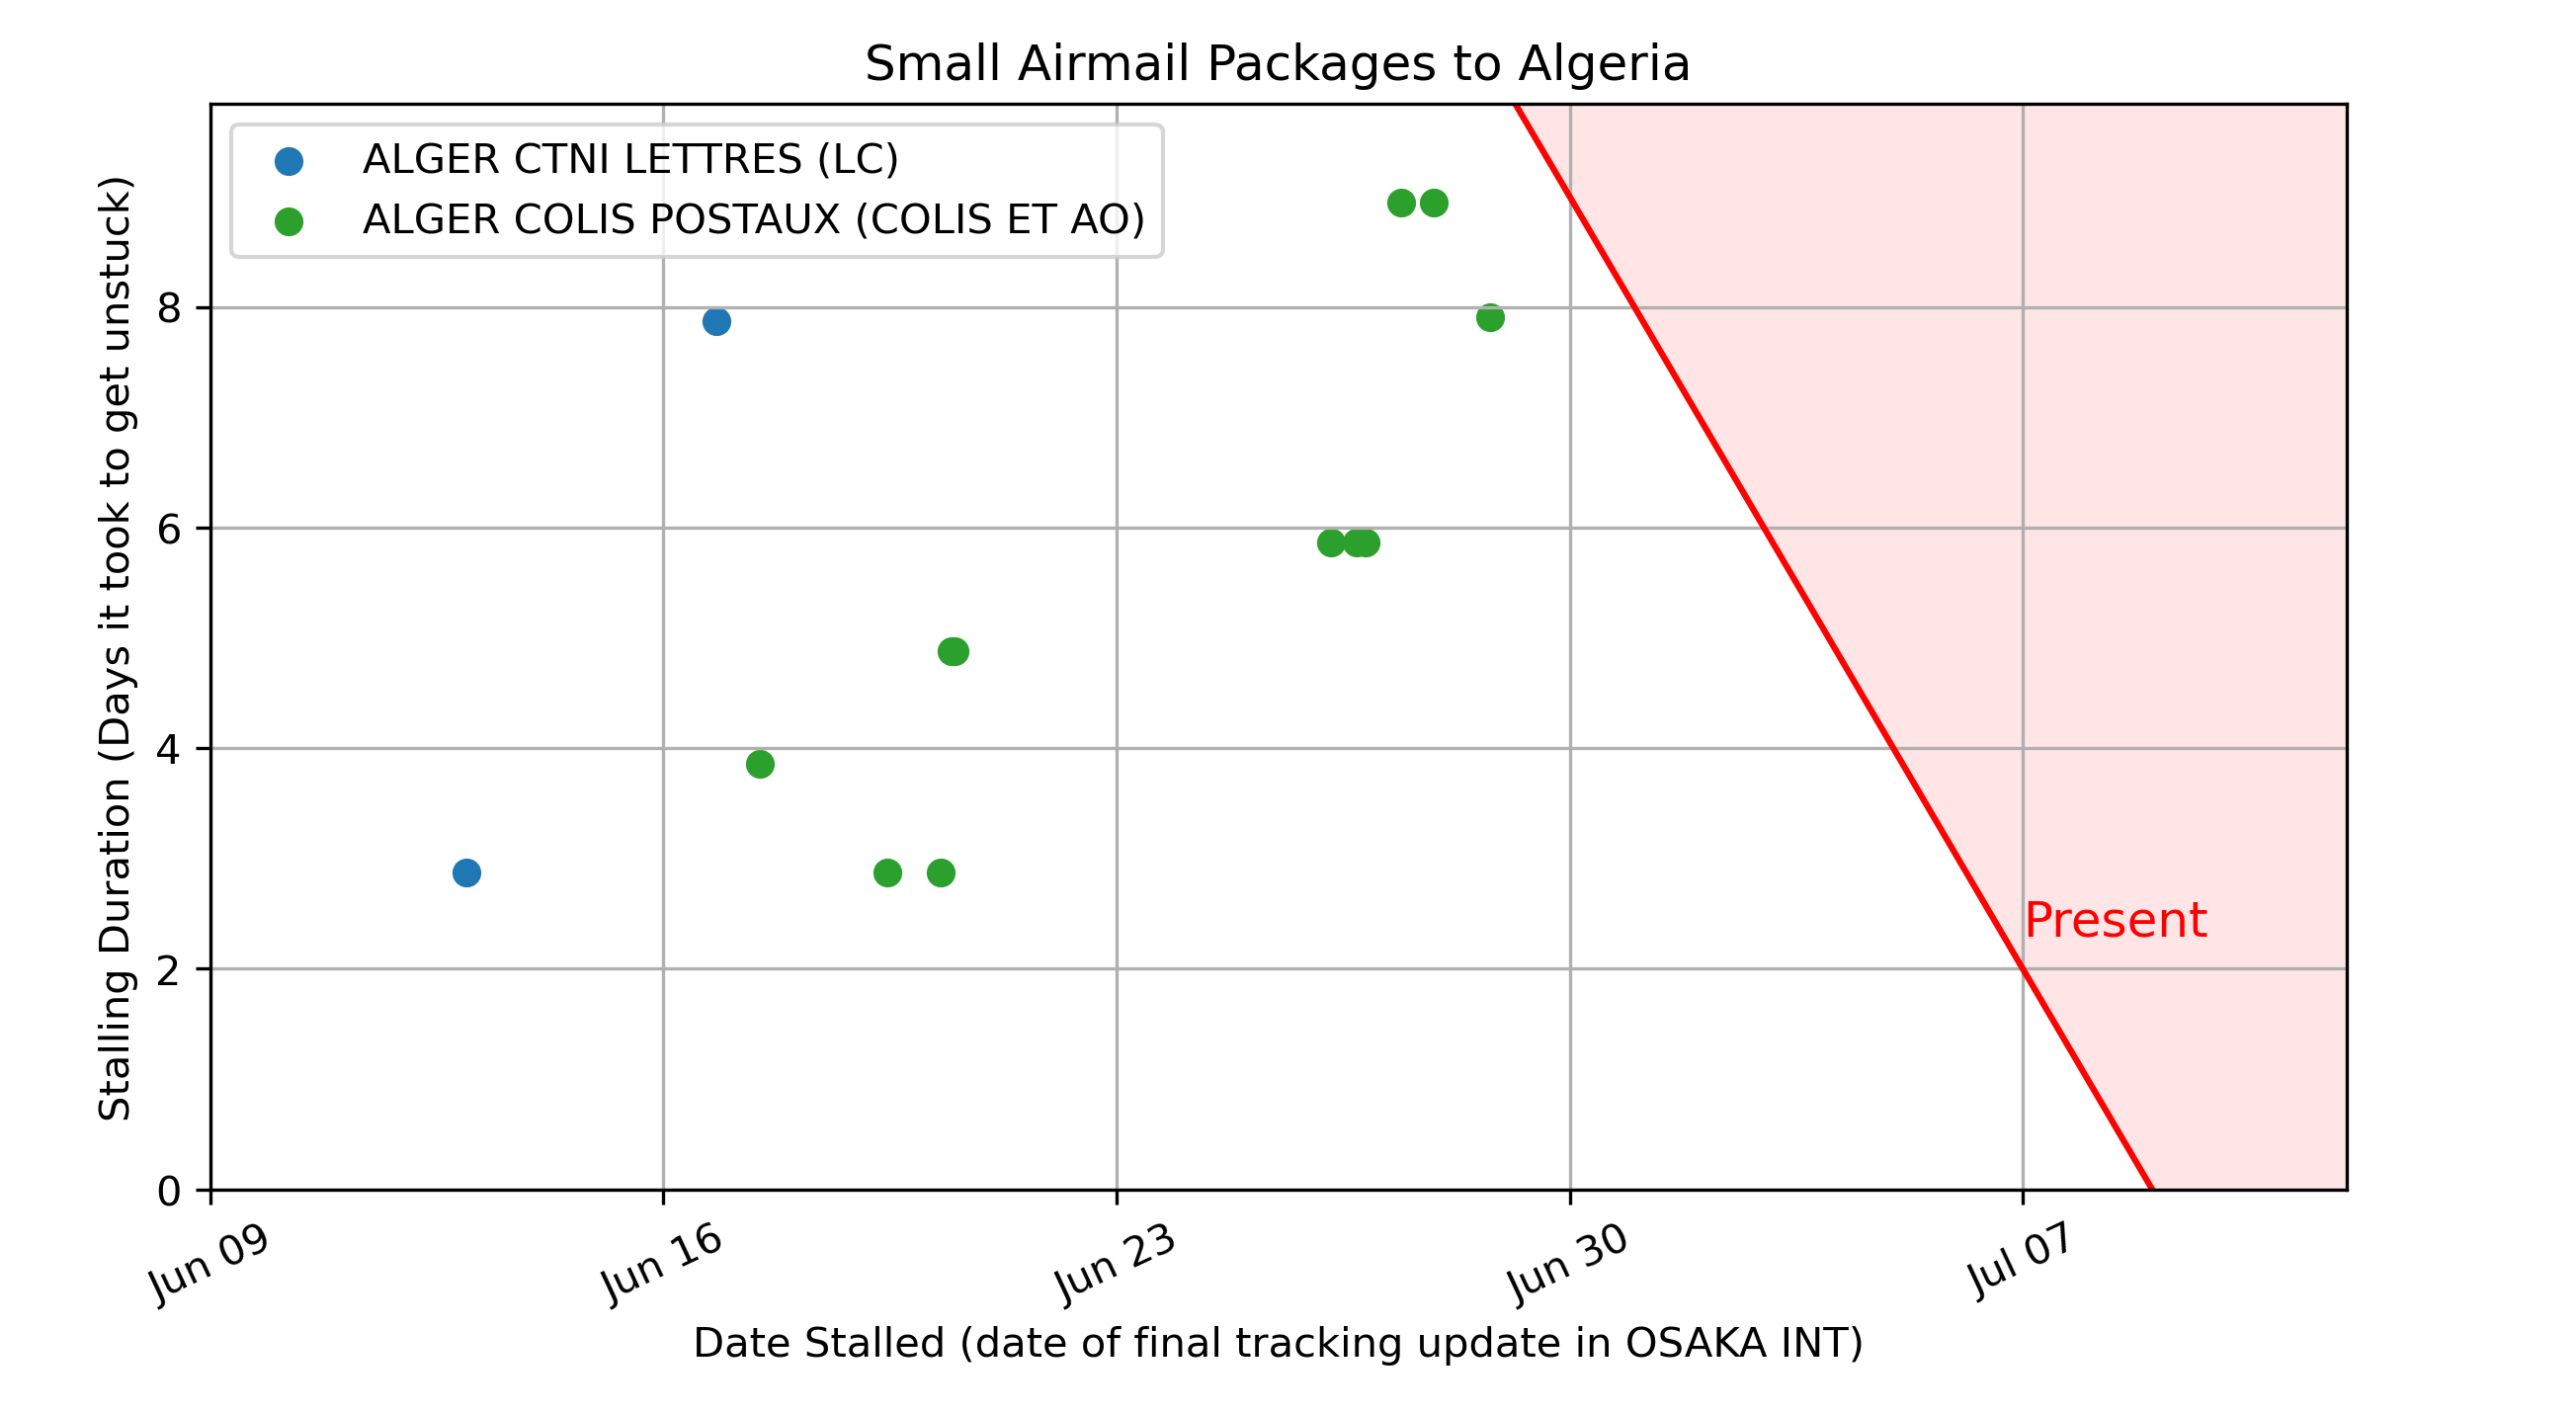 Small Airmail Packages to Algeria
ALGER CTNI LETTRES (LC)
ALGER COLIS POSTAUX (COLIS ET AO)
Stalling Duration (Days it took to get unstuck)
8
6
4
2
0
Present
Jun 09
Jun 16
Jun 23
Jun 30
Jul 07
Date Stalled (date of final tracking update in OSAKA INT)